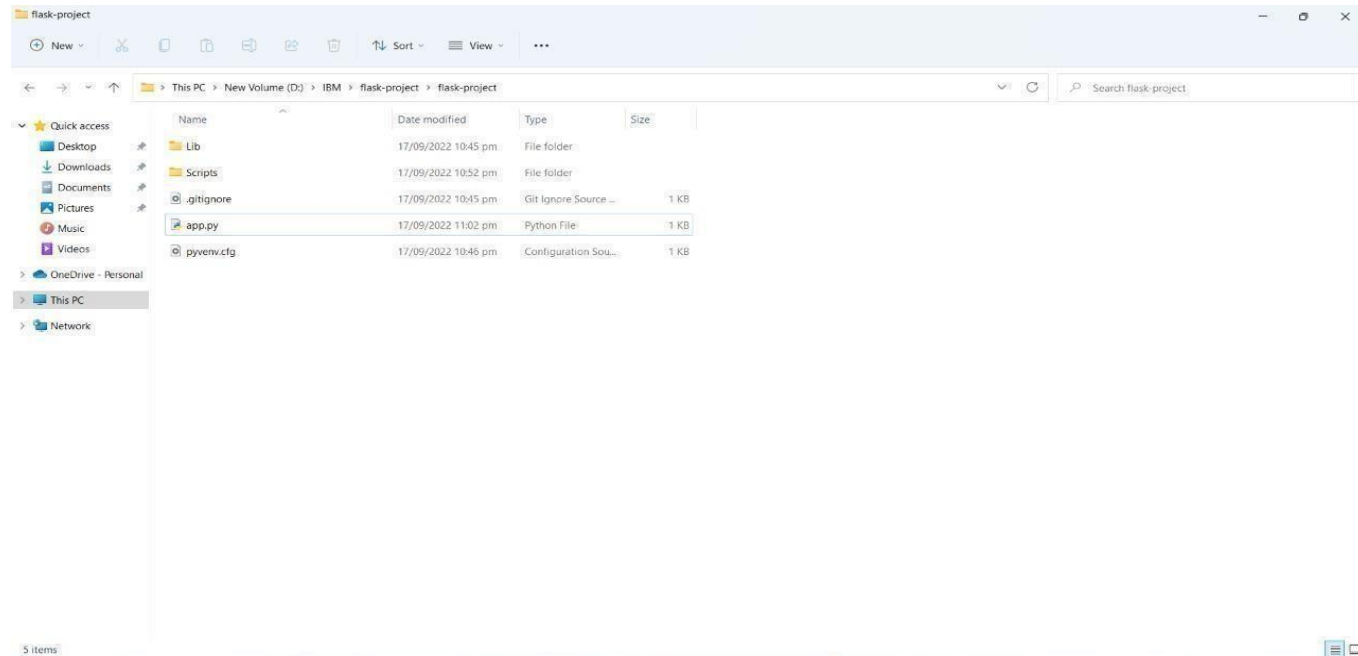 flask-project
New Sort View ...
This PC > New Volume (D:) > IBM > flask-project > flask-project
Search flask-project
Quick access
Desktop
Downloads
Documents
Pictures
Music
Videos
OneDrive - Personal
This PC
Network
Name Date modified Type Size
Lib 17/09/2022 10:45 pm File folder
Scripts 17/09/2022 10:52 pm File folder
.gitignore 17/09/2022 10:45 pm Git Ignore Source ... 1 KB
app.py 17/09/2022 11:02 pm Python File 1 KB
pyvenv.cfg 17/09/2022 10:46 pm Configuration Sou... 1 KB
5 items